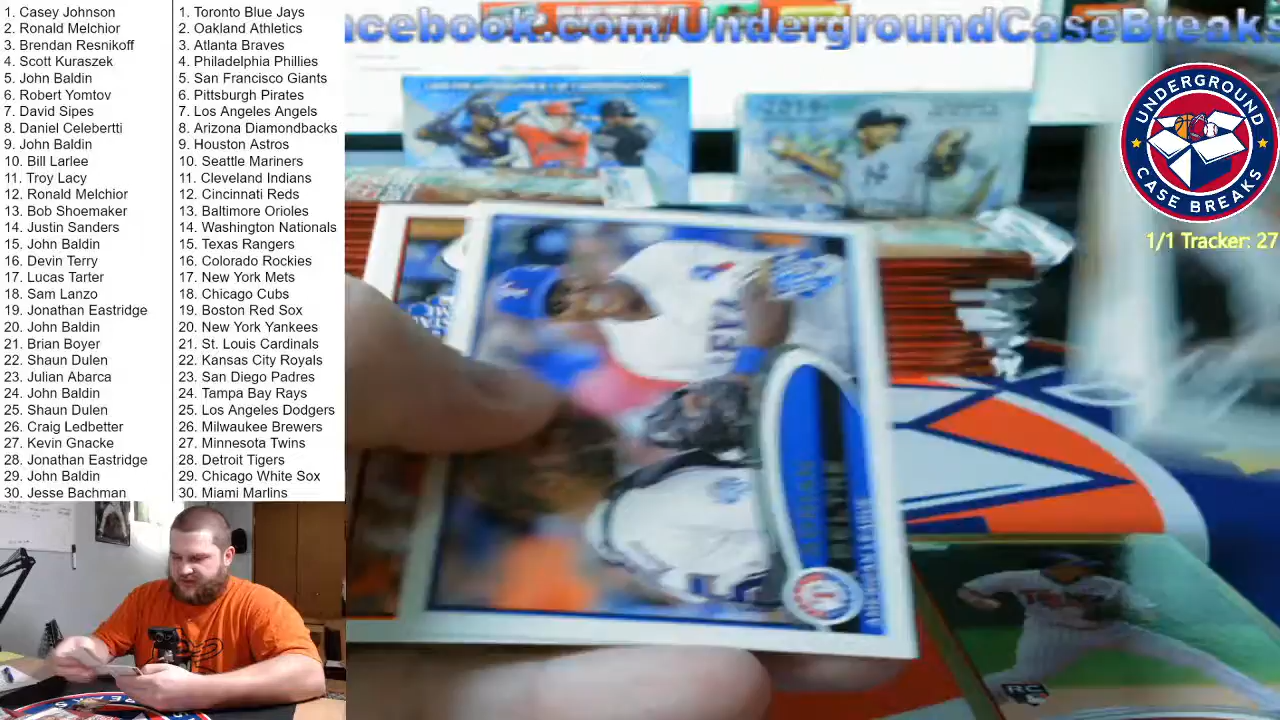 1. Casey Johnson
2. Ronald Melchior
3. Brendan Resnikoff
4. Scott Kuraszek
5. John Baldin
6. Robert Yomtov
7. David Sipes
8. Daniel Celebertti
9. John Baldin
10. Bill Larlee
11. Troy Lacy
12. Ronald Melchior
13. Bob Shoemaker
14. Justin Sanders
15. John Baldin
16. Devin Terry
17. Lucas Tarter
18. Sam Lanzo
19. Jonathan Eastridge
20. John Baldin
21. Brian Boyer
22. Shaun Dulen
23. Julian Abarca
24. John Baldin
25. Shaun Dulen
26. Craig Ledbetter
27. Kevin Gnacke
28. Jonathan Eastridge
29. John Baldin
30. Jesse Bachman
1. Toronto Blue Jays
2. Oakland Athletics
3. Atlanta Braves
4. Philadelphia Phillies
5. San Francisco Giants
6. Pittsburgh Pirates
7. Los Angeles Angels
8. Arizona Diamondbacks
9. Houston Astros
10. Seattle Mariners
11. Cleveland Indians
12. Cincinnati Reds
13. Baltimore Orioles
14. Washington Nationals
15. Texas Rangers
16. Colorado Rockies
17. New York Mets
18. Chicago Cubs
19. Boston Red Sox
20. New York Yankees
21. St. Louis Cardinals
22. Kansas City Royals
23. San Diego Padres
24. Tampa Bay Rays
25. Los Angeles Dodgers
26. Milwaukee Brewers
27. Minnesota Twins
28. Detroit Tigers
29. Chicago White Sox
30. Miami Marlins
acebook.com/UndergroundCaseBreaks
UNDERGROUND
CASE BREAKS
1/1 Tracker: 27
RC